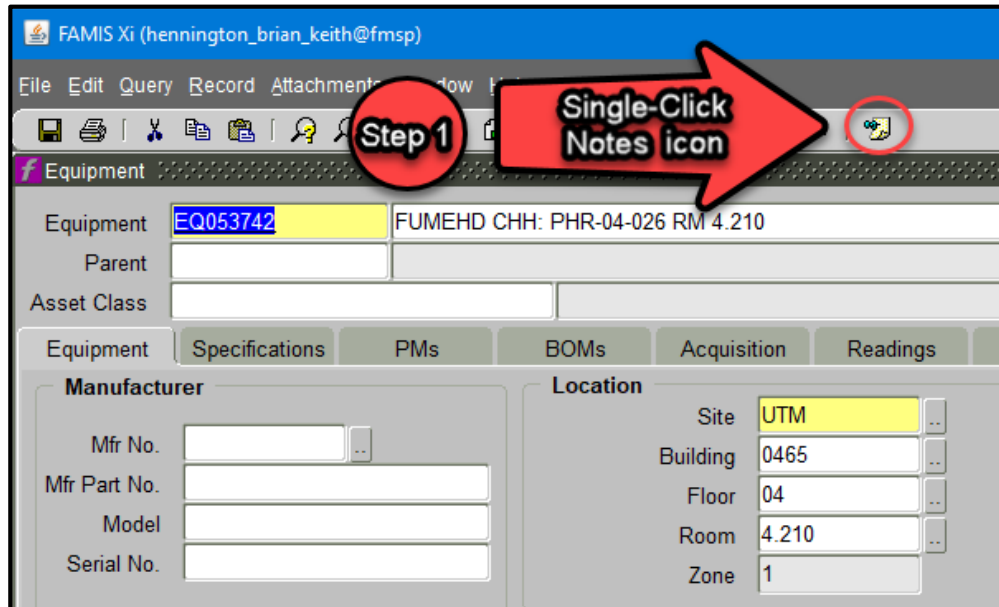 FAMIS Xi (hennington_brian_keith@fmsp)
File Edit Query Record Attachments
Step 1
Single-Click
Notes icon
Equipment
Equipment EQ053742 FUMEHD CHH: PHR-04-026 RM 4.210
Parent
Asset Class
Equipment Specifications PMs BOMs Acquisition Readings
Manufacturer Location
Site UTM
Mfr No. ..
Building 0465
Mfr Part No.
Floor 04
Model
Room 4.210
Serial No.
Zone 1